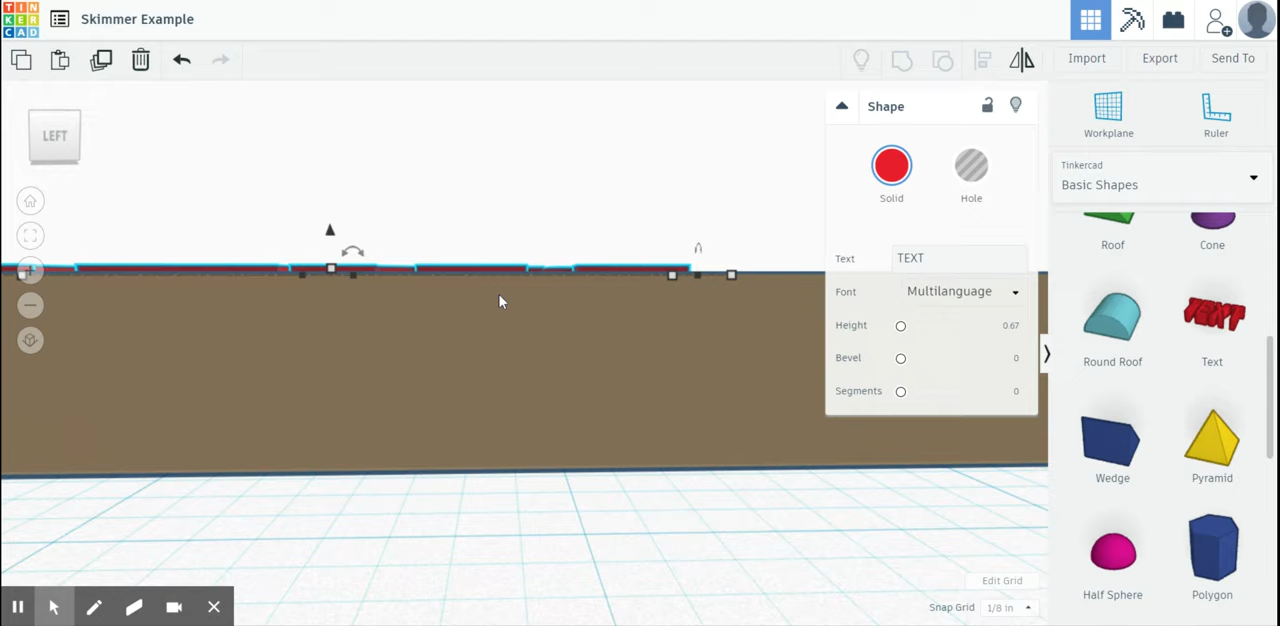 TIN
KER
CAD
Skimmer Example
Import
Export
Send To
LEFT
Shape
Solid
Hole
Text
TEXT
Font
Multilanguage
Height
0.67
Bevel
0
Segments
0
Workplane
Ruler
Tinkercad
Basic Shapes
Roof
Cone
TEXT
Round Roof
Text
Wedge
Pyramid
Half Sphere
Polygon
Edit Grid
Snap Grid
1/8 in